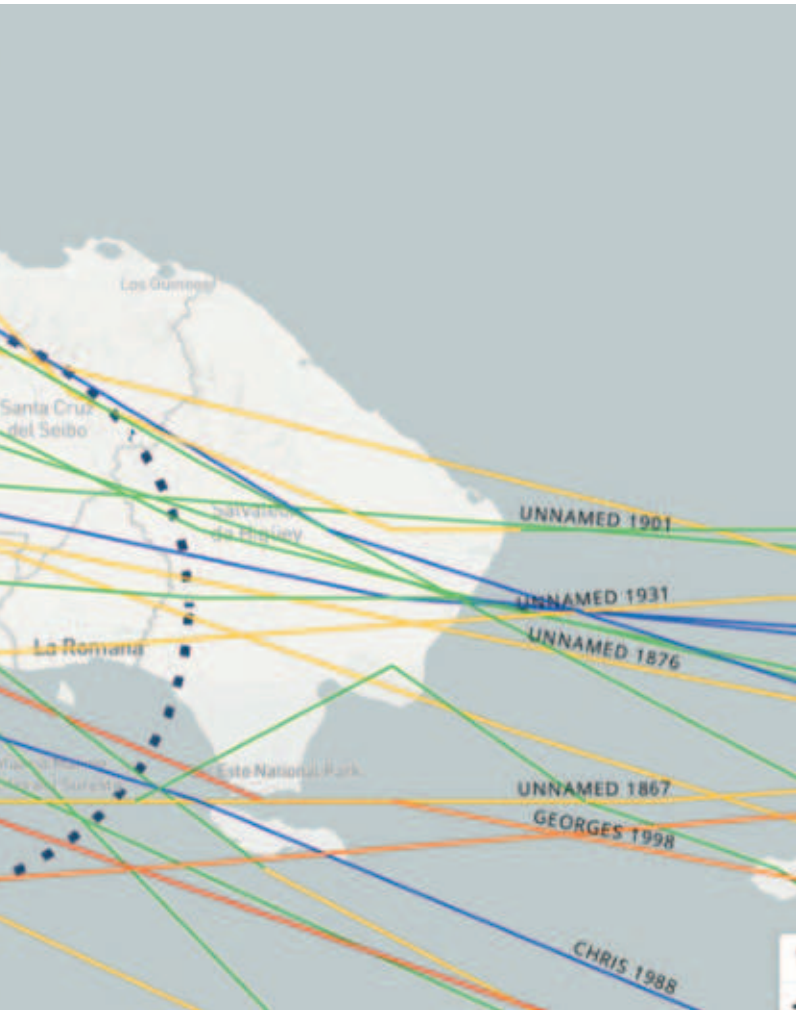 Los Guineos
Santa Cruz
del Seibo
UNNAMED 1901
de Higüey
UNNAMED 1931
UNNAMED 1876
La Romana
Este National Park
UNNAMED 1867
GEORGES 1998
CHRIS 1988